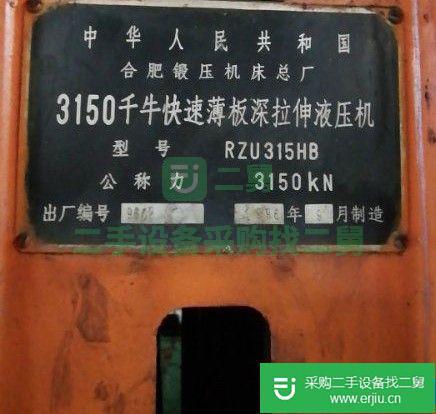 中华人民共和国
合肥锻压机床总厂
3150千牛快速薄板深拉伸液压机
型号 RZU315HB
公称力 3150kN
出厂编号 年 月制造
二舅
二手设备采购找二舅
采购二手设备找二舅
www.erjiu.cn